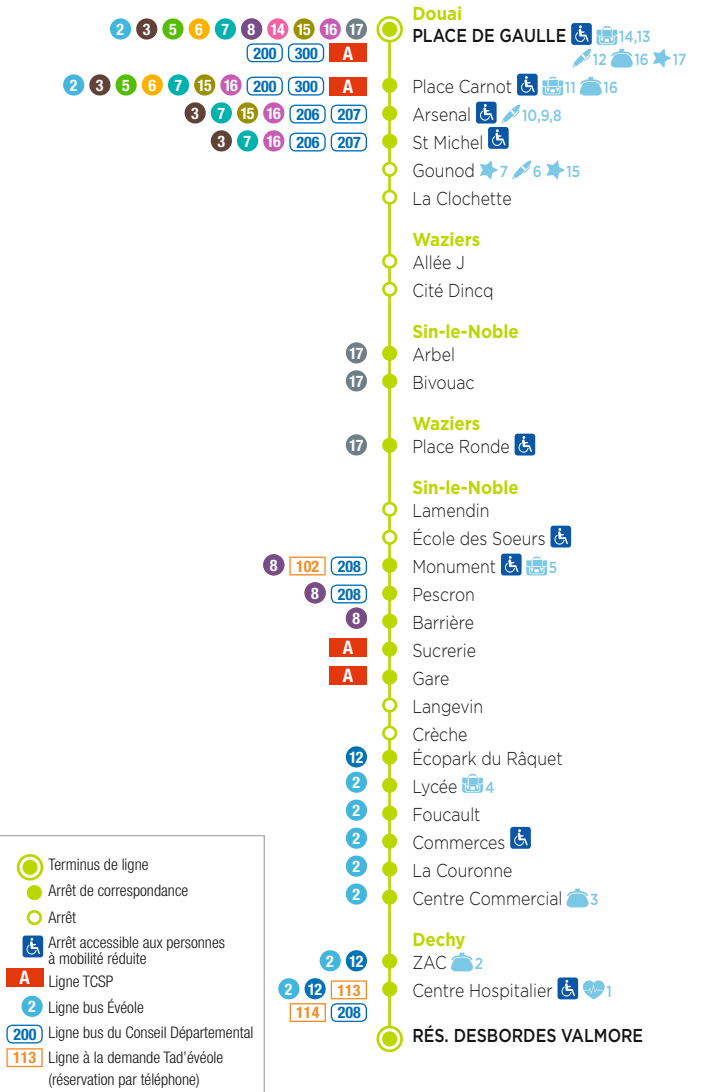 Douai
2 3 5 6 7 8 14 15 16 17 PLACE DE GAULLE 14,13
200 300 A 12 16 17
2 3 5 6 7 15 16 200 300 A Place Carnot 11 16
3 7 15 16 206 207 Arsenal 10,9,8
3 7 16 206 207 St Michel
Gounod 7 6 15
La Clochette
Waziers
Allée J
Cité Dincq
Sin-le-Noble
17 Arbel
17 Bivouac
Waziers
17 Place Ronde
Sin-le-Noble
Lamendin
École des Soeurs
8 102 208 Monument 5
8 208 Pescron
8 Barrière
A Sucrerie
A Gare
Langevin
Crèche
12 Écopark du Râquet
2 Lycée 4
2 Foucault
2 Commerces
2 La Couronne
2 Centre Commercial 3
Dechy
2 12 ZAC 2
2 12 113 Centre Hospitalier 1
114 208
RÉS. DESBORDES VALMORE
Terminus de ligne
Arrêt de correspondance
Arrêt
Arrêt accessible aux personnes
à mobilité réduite
A Ligne TCSP
2 Ligne bus Évéole
200 Ligne bus du Conseil Départemental
113 Ligne à la demande Tad'évéole
(réservation par téléphone)